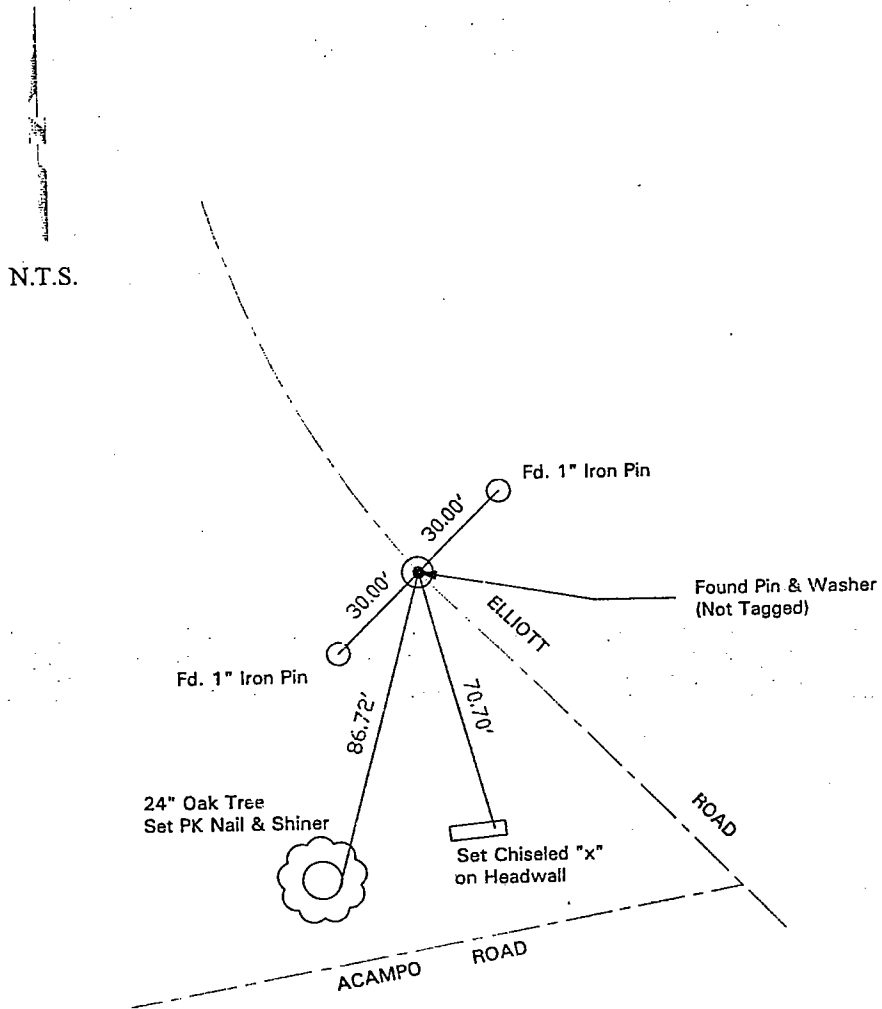 N.T.S.
Fd. 1" Iron Pin
30.00'
30.00'
Found Pin & Washer
(Not Tagged)
ELLIOTT
Fd. 1" Iron Pin
86.72'
70.70'
24" Oak Tree
Set PK Nail & Shiner
ROAD
Set Chiseled "x"
on Headwall
ACAMPO ROAD